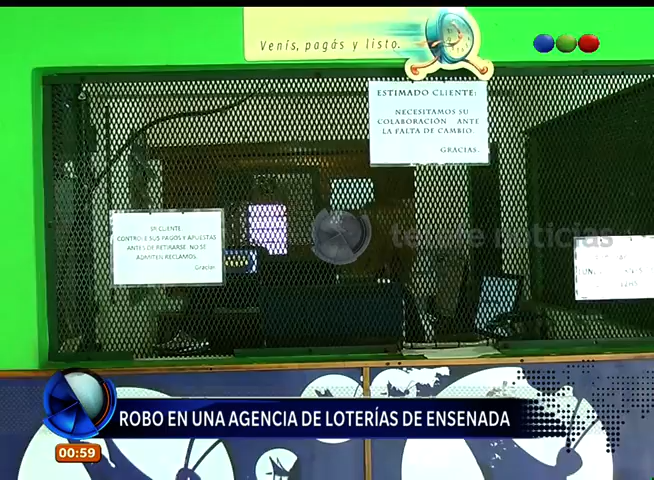 Venís, pagás y listo.
ESTIMADO CLIENTE:
NECESITAMOS SU
COLABORACIÓN ANTE
LA FALTA DE CAMBIO.
GRACIAS.
SR CLIENTE
CONTROLE SUS PAGOS Y APUESTAS
ANTES DE RETIRARSE NO SE
ADMITEN RECLAMOS.
Gracias
telefe noticias
ROBO EN UNA AGENCIA DE LOTERÍAS DE ENSENADA
00:59